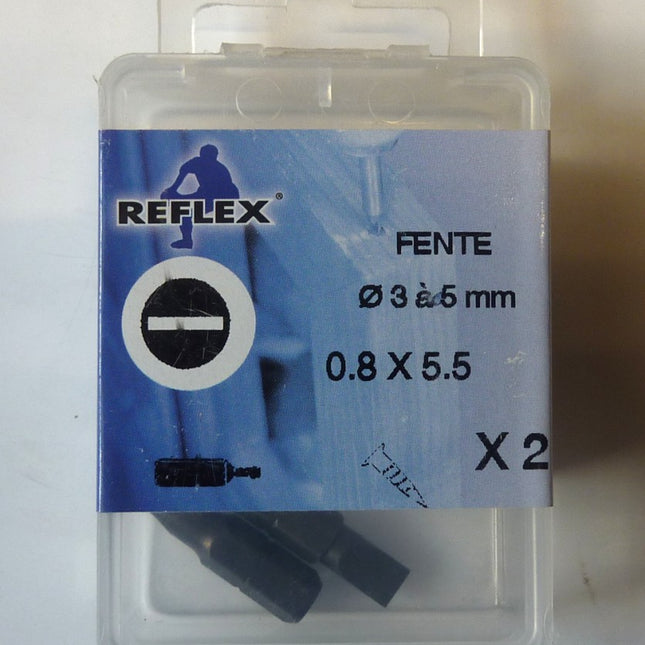 REFLEX®
FENTE
Ø 3 à 5 mm
0.8 X 5.5
X 2